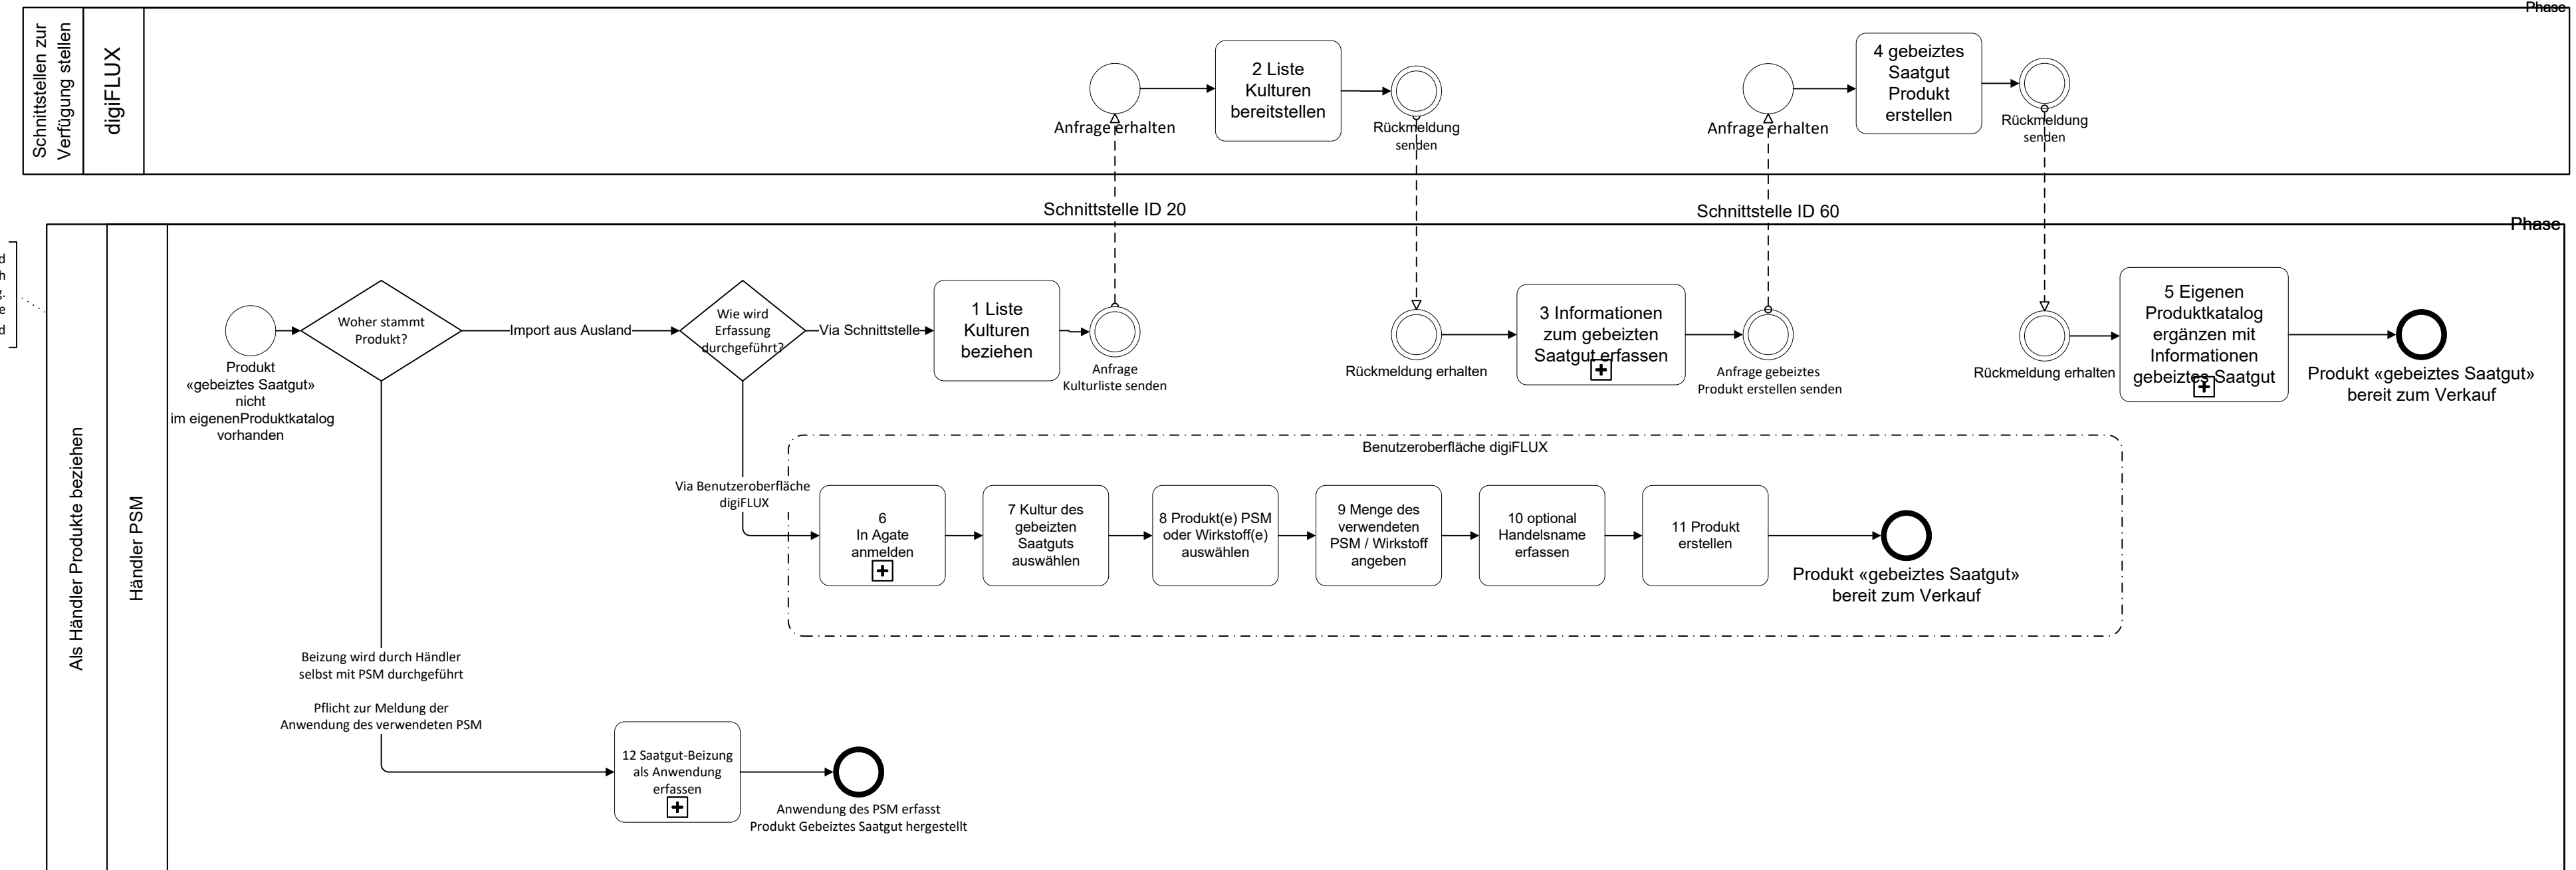 Phase
Schnittstellen zur
Verfügung stellen
digiFLUX
Anfrage erhalten
2 Liste
Kulturen
bereitstellen
Rückmeldung
senden
Anfrage erhalten
4 gebeiztes
Saatgut
Produkt
erstellen
Rückmeldung
senden
Schnittstelle ID 20
Schnittstelle ID 60
Phase
Als Händler Produkte beziehen
Händler PSM
Produkt
«gebeiztes Saatgut»
nicht
im eigenenProduktkatalog
vorhanden
Woher stammt
Produkt?
Import aus Ausland
Wie wird
Erfassung
durchgeführt?
Via Schnittstelle
1 Liste
Kulturen
beziehen
Anfrage
Kulturliste senden
Rückmeldung erhalten
3 Informationen
zum gebeizten
Saatgut erfassen
Anfrage gebeiztes
Produkt erstellen senden
Rückmeldung erhalten
5 Eigenen
Produktkatalog
ergänzen mit
Informationen
gebeiztes Saatgut
Produkt «gebeiztes Saatgut»
bereit zum Verkauf
Benutzeroberfläche digiFLUX
Via Benutzeroberfläche
digiFLUX
6
In Agate
anmelden
7 Kultur des
gebeizten
Saatguts
auswählen
8 Produkt(e) PSM
oder Wirkstoff(e)
auswählen
9 Menge des
verwendeten
PSM / Wirkstoff
angeben
10 optional
Handelsname
erfassen
11 Produkt
erstellen
Produkt «gebeiztes Saatgut»
bereit zum Verkauf
Beizung wird durch Händler
selbst mit PSM durchgeführt
Pflicht zur Meldung der
Anwendung des verwendeten PSM
12 Saatgut-Beizung
als Anwendung
erfassen
Anwendung des PSM erfasst
Produkt Gebeiztes Saatgut hergestellt